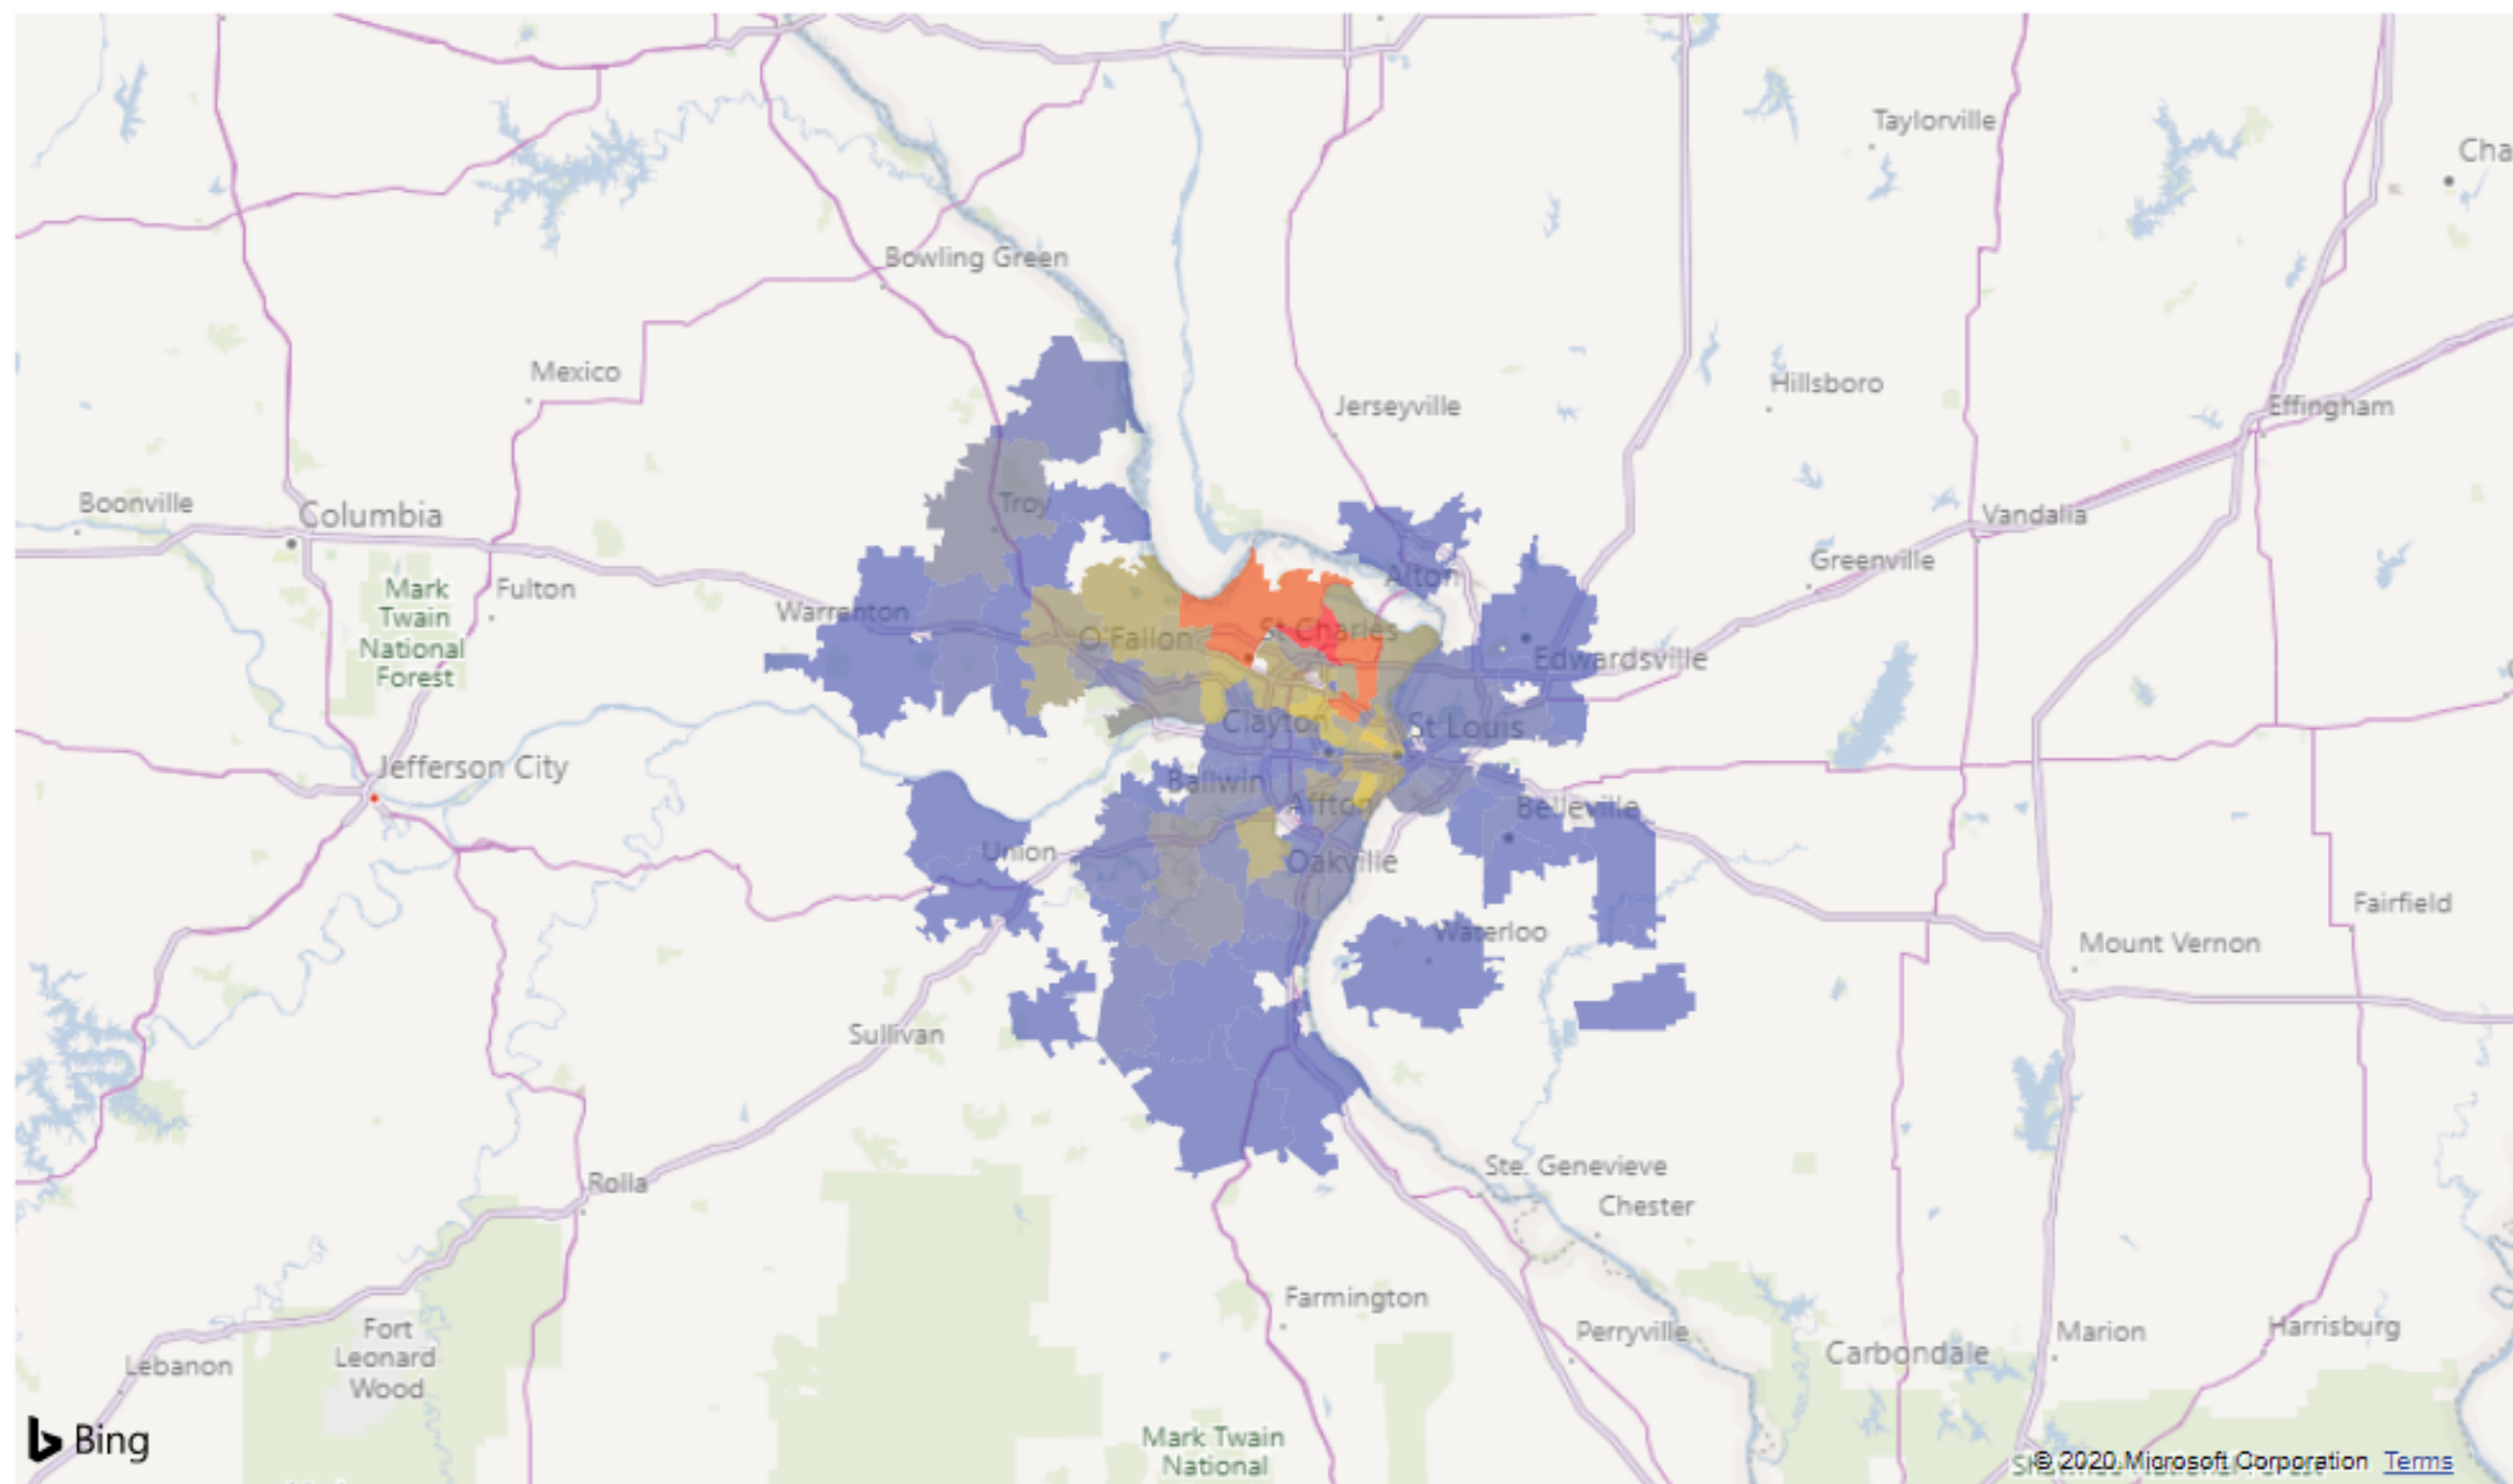 Taylorville
Cha
Bowling Green
Mexico
Hillsboro
Jerseyville
Effingham
Boonville
Columbia
Troy
Vandalia
Greenville
Alton
Mark
Twain
National
Forest
Fulton
Warrenton
O'Fallon
St Charles
Edwardsville
Clayton
St Louis
Jefferson City
Ballwin
Affton
Belleville
Union
Oakville
Fairfield
Waterloo
Mount Vernon
Sullivan
Rolla
Ste. Genevieve
Chester
Farmington
Perryville
Fort
Leonard
Wood
Lebanon
Carbondale
Marion
Harrisburg
Mark Twain
National
Bing
© 2020 Microsoft Corporation Terms